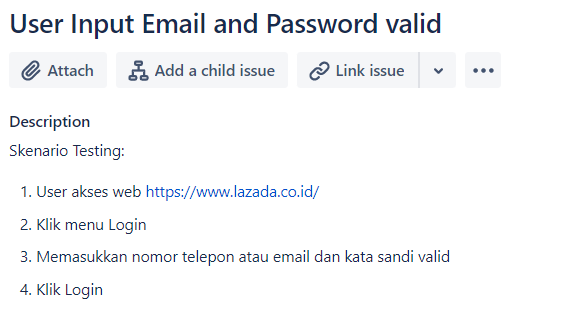 User Input Email and Password valid
Attach
Add a child issue
Link issue
Description
Skenario Testing:
1. User akses web https://www.lazada.co.id/
2. Klik menu Login
3. Memasukkan nomor telepon atau email dan kata sandi valid
4. Klik Login